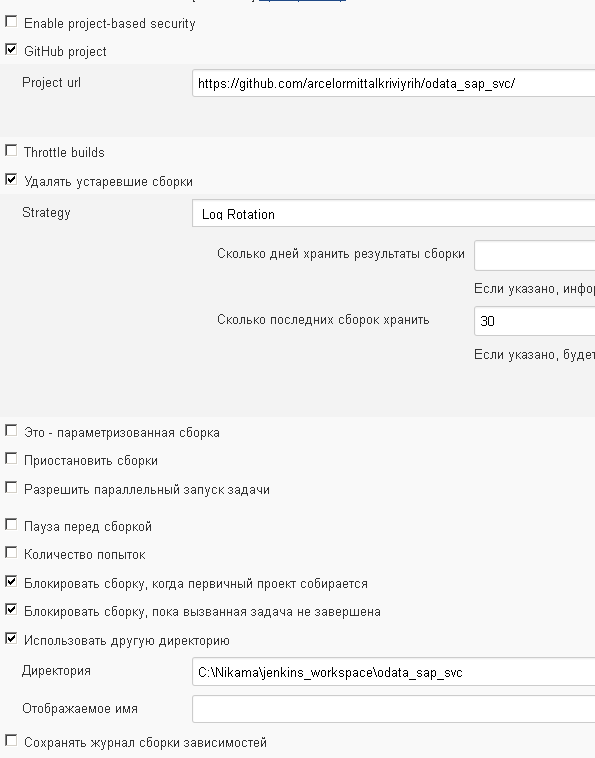 Enable project-based security
GitHub project
Project url https://github.com/arcelormittalkriviyrih/odata_sap_svc/
Throttle builds
Удалять устаревшие сборки
Strategy Log Rotation
Сколько дней хранить результаты сборки
Если указано, инфор
Сколько последних сборок хранить 30
Если указано, будет
Это - параметризованная сборка
Приостановить сборки
Разрешить параллельный запуск задачи
Пауза перед сборкой
Количество попыток
Блокировать сборку, когда первичный проект собирается
Блокировать сборку, пока вызванная задача не завершена
Использовать другую директорию
Директория C:\Nikama\jenkins_workspace\odata_sap_svc
Отображаемое имя
Сохранять журнал сборки зависимостей